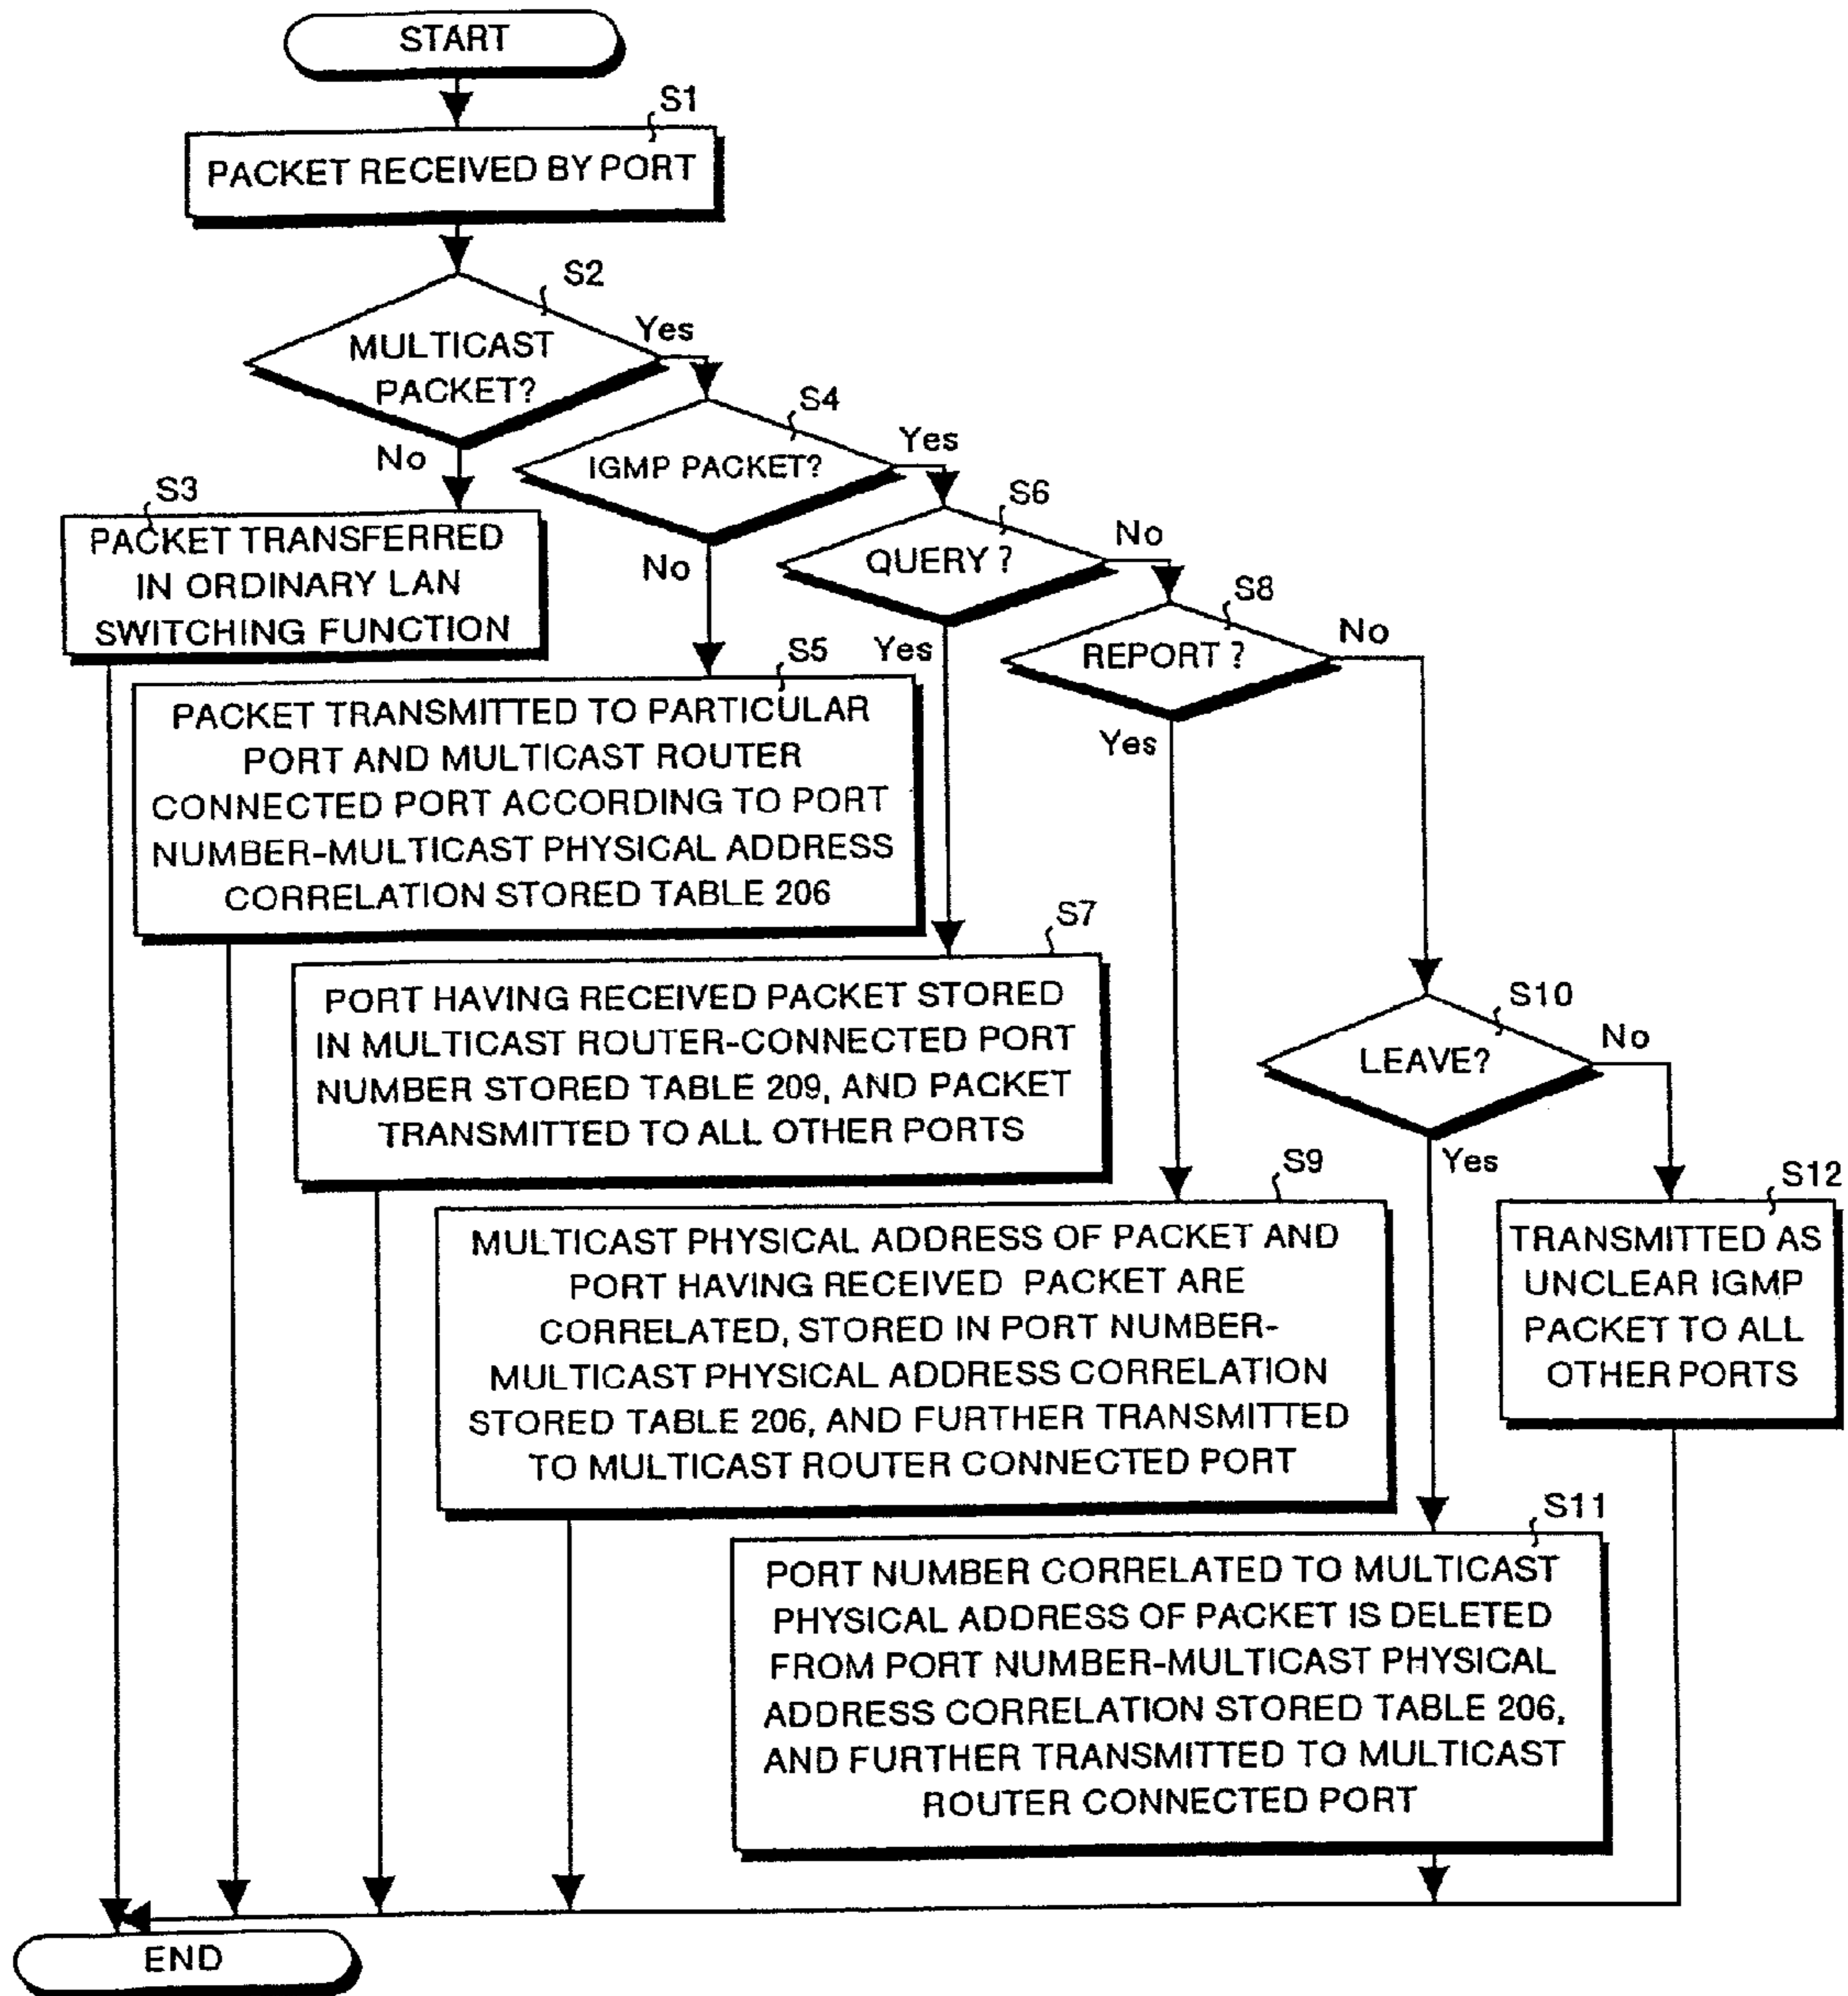 START
S1
PACKET RECEIVED BY PORT
S2
MULTICAST
PACKET?
Yes
No
S4
IGMP PACKET?
Yes
No
S3
PACKET TRANSFERRED
IN ORDINARY LAN
SWITCHING FUNCTION
S6
QUERY ?
No
Yes
S8
REPORT ?
No
Yes
S5
PACKET TRANSMITTED TO PARTICULAR
PORT AND MULTICAST ROUTER
CONNECTED PORT ACCORDING TO PORT
NUMBER-MULTICAST PHYSICAL ADDRESS
CORRELATION STORED TABLE 206
S7
PORT HAVING RECEIVED PACKET STORED
IN MULTICAST ROUTER-CONNECTED PORT
NUMBER STORED TABLE 209, AND PACKET
TRANSMITTED TO ALL OTHER PORTS
S10
LEAVE?
No
Yes
S9
MULTICAST PHYSICAL ADDRESS OF PACKET AND
PORT HAVING RECEIVED PACKET ARE
CORRELATED, STORED IN PORT NUMBER-
MULTICAST PHYSICAL ADDRESS CORRELATION
STORED TABLE 206, AND FURTHER TRANSMITTED
TO MULTICAST ROUTER CONNECTED PORT
S12
TRANSMITTED AS
UNCLEAR IGMP
PACKET TO ALL
OTHER PORTS
S11
PORT NUMBER CORRELATED TO MULTICAST
PHYSICAL ADDRESS OF PACKET IS DELETED
FROM PORT NUMBER-MULTICAST PHYSICAL
ADDRESS CORRELATION STORED TABLE 206,
AND FURTHER TRANSMITTED TO MULTICAST
ROUTER CONNECTED PORT
END